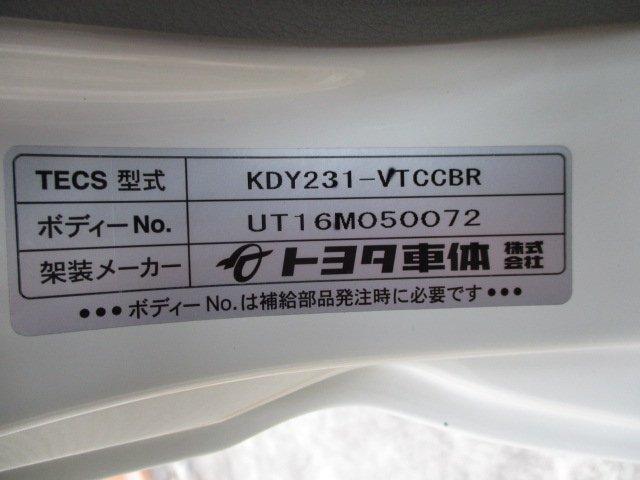 TECS 型式 KDY231-VTCCBR
ボディーNo. UT16M050072
架装メーカー トヨタ車体 株式会社
●●●ボディーNo.は補給部品発注時に必要です●●●